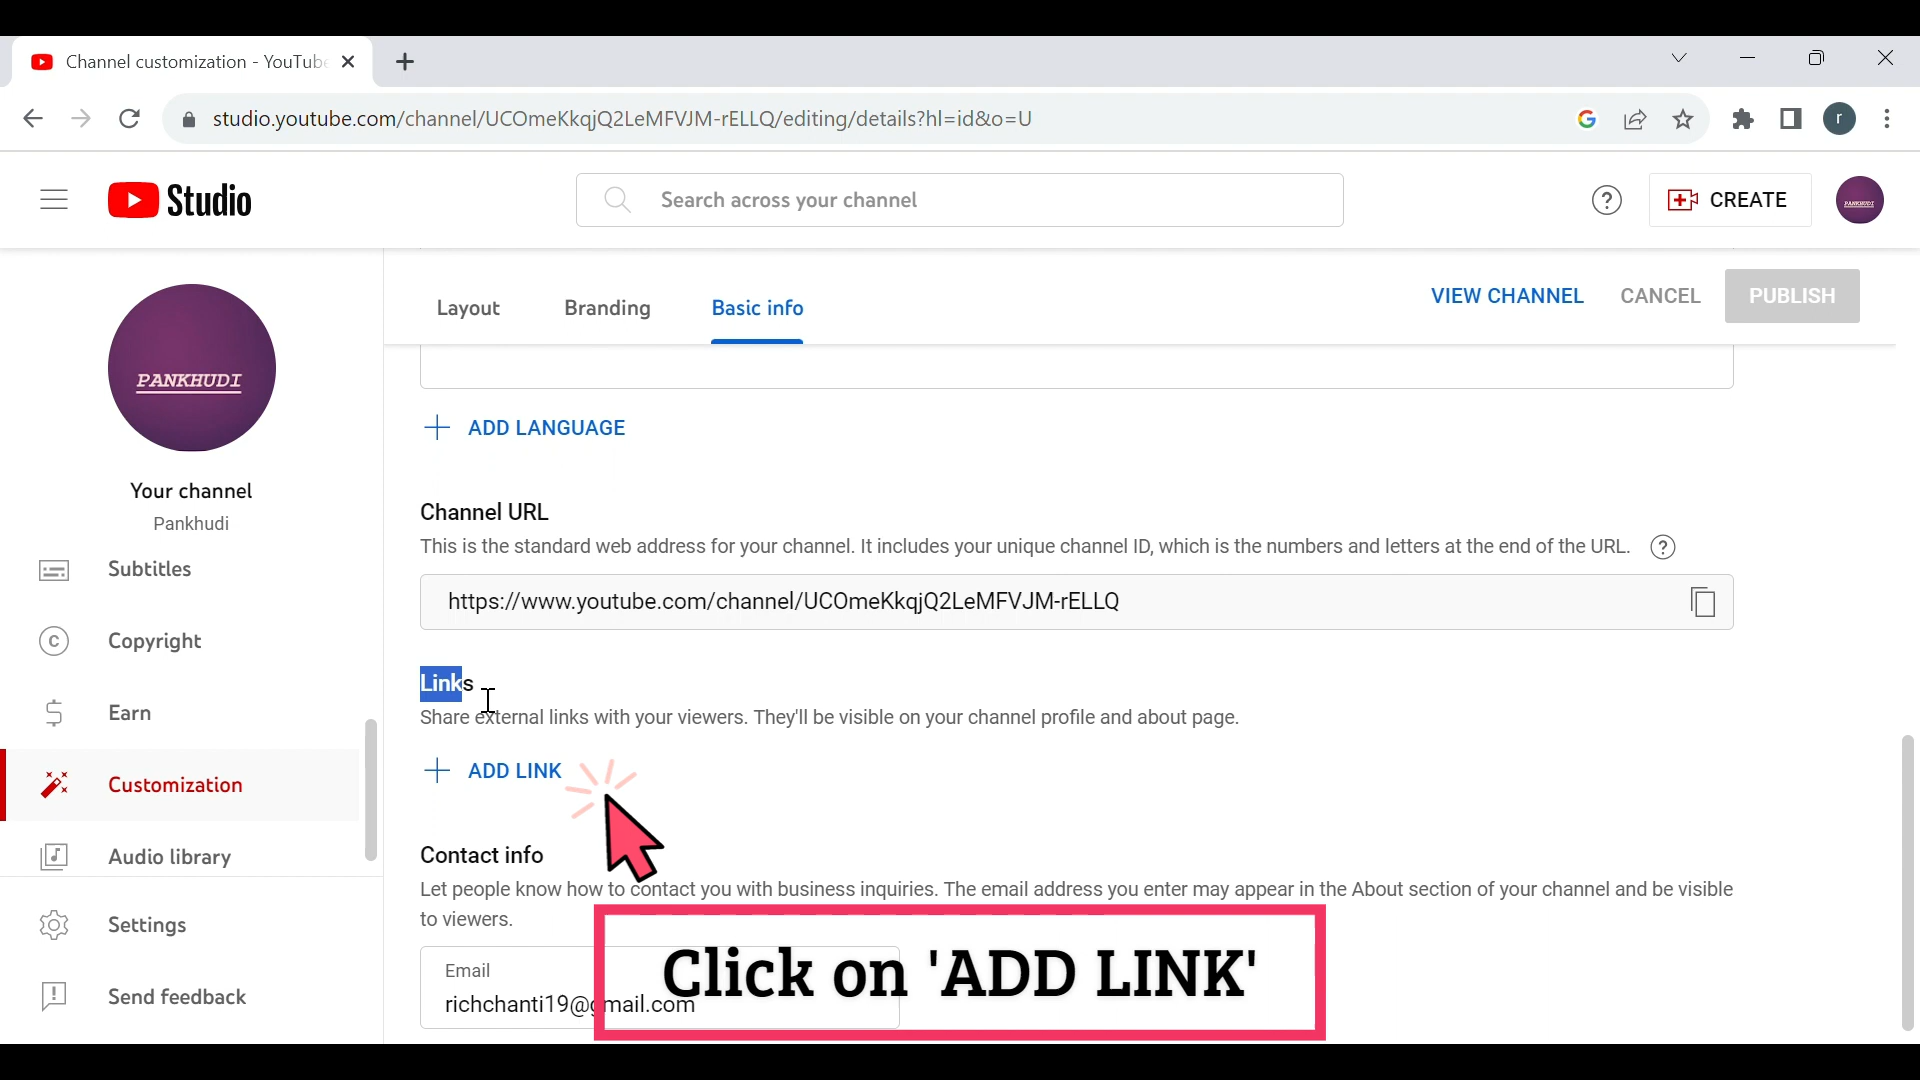 Channel customization - YouTube
studio.youtube.com/channel/UCOmeKkqjQ2LeMFVJM-rELLQ/editing/details?hl=id&o=U
r
Studio
Search across your channel
CREATE
PANKHUDI
Layout
Branding
Basic info
VIEW CHANNEL
CANCEL
PUBLISH
PANKHUDI
Your channel
Pankhudi
Subtitles
Copyright
Earn
Customization
Audio library
Settings
Send feedback
ADD LANGUAGE
Channel URL
This is the standard web address for your channel. It includes your unique channel ID, which is the numbers and letters at the end of the URL.
https://www.youtube.com/channel/UCOmeKkqjQ2LeMFVJM-rELLQ
Links
Share external links with your viewers. They'll be visible on your channel profile and about page.
ADD LINK
Contact info
Let people know how to contact you with business inquiries. The email address you enter may appear in the About section of your channel and be visible
to viewers.
Email
richchanti19@gmail.com
Click on 'ADD LINK'